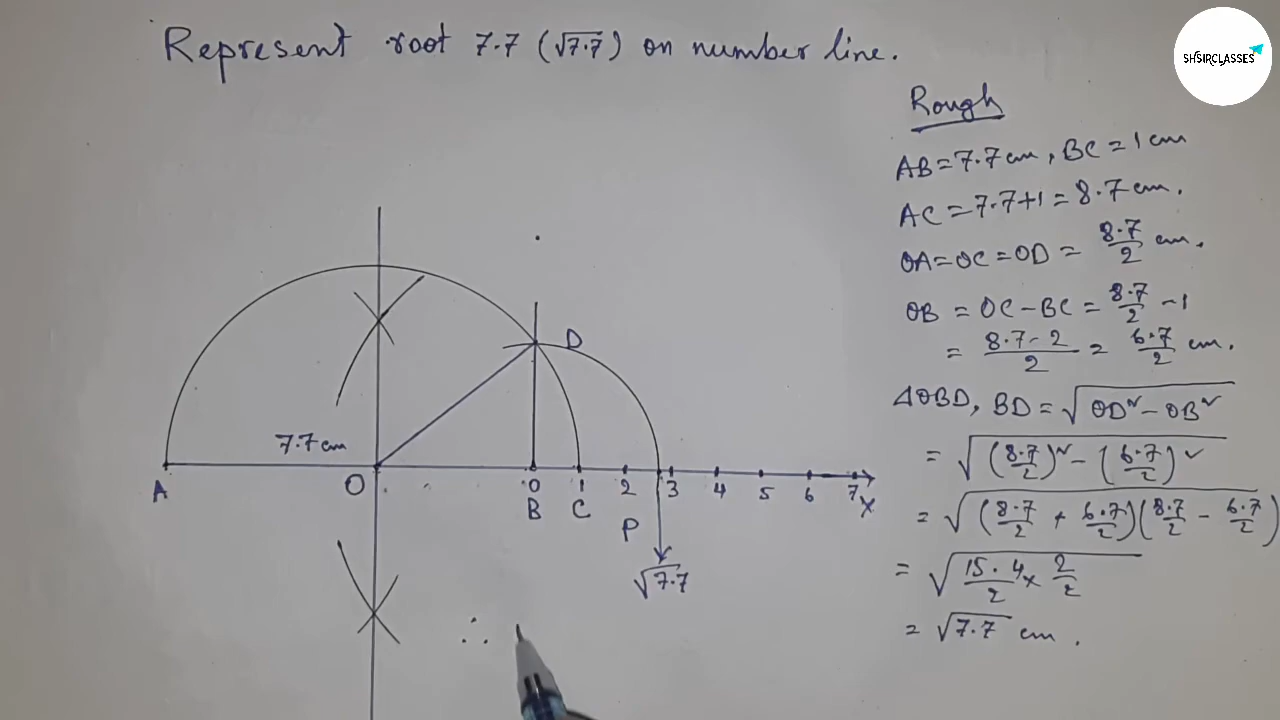 Represent root 7.7 (√7.7) on number line.
SHSIRCLASSES
Rough
AB=7.7 cm, BC=1 cm
AC=7.7+1=8.7 cm.
OA=OC=OD = 8.7/2 cm.
OB = OC-BC = 8.7/2 -1
= 8.7-2/2 = 6.7/2 cm.
△OBD, BD = √OD²-OB²
= √(8.7/2)²-(6.7/2)²
= √(8.7/2 + 6.7/2)(8.7/2 - 6.7/2)
= √15.4/2 x 2/2
= √7.7 cm.
D
7.7 cm
A O 0 1 2 3 4 5 6 7 X
B C P
√7.7
∴